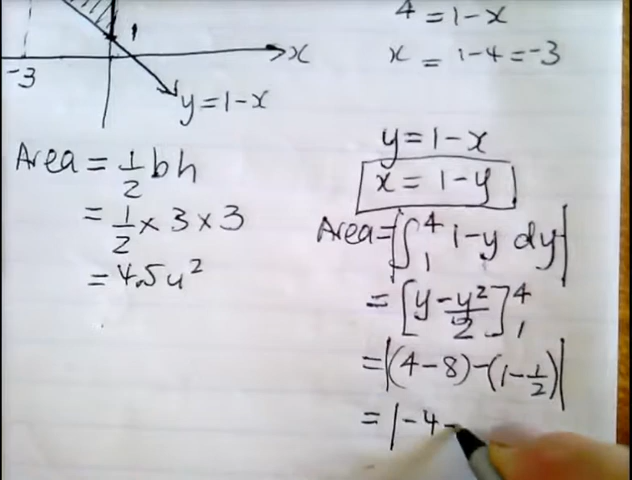 4 = 1 - x
x = 1 - 4 = -3
1
x
-3
y = 1 - x
Area = 1/2 bh
= 1/2 × 3 × 3
= 4.5u²
y = 1 - x
x = 1 - y
Area = |∫₁⁴ 1 - y dy|
= [y - y²/2]₁⁴
= |(4 - 8) - (1 - 1/2)|
= |-4 -